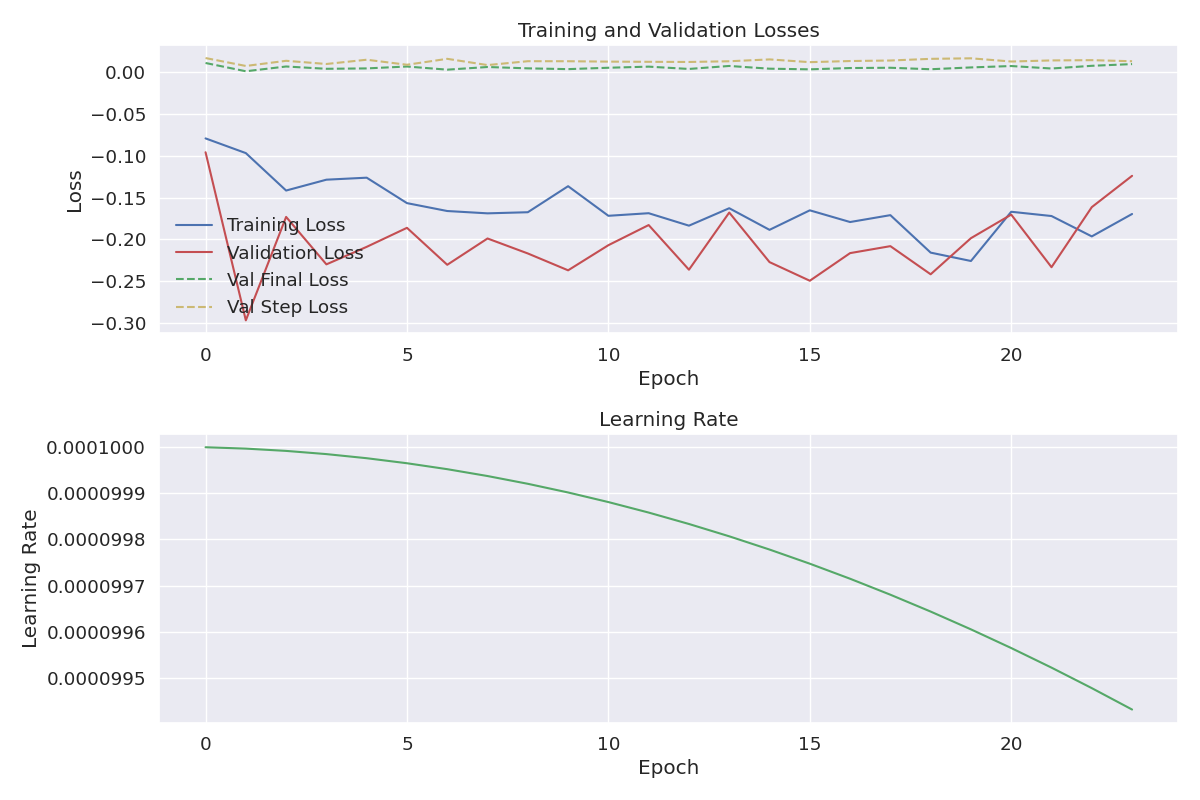 Training and Validation Losses
0.00
−0.05
−0.10
−0.15
−0.20
−0.25
−0.30
Loss
Training Loss
Validation Loss
Val Final Loss
Val Step Loss
0 5 10 15 20
Epoch
Learning Rate
0.0001000
0.0000999
0.0000998
0.0000997
0.0000996
0.0000995
Learning Rate
0 5 10 15 20
Epoch